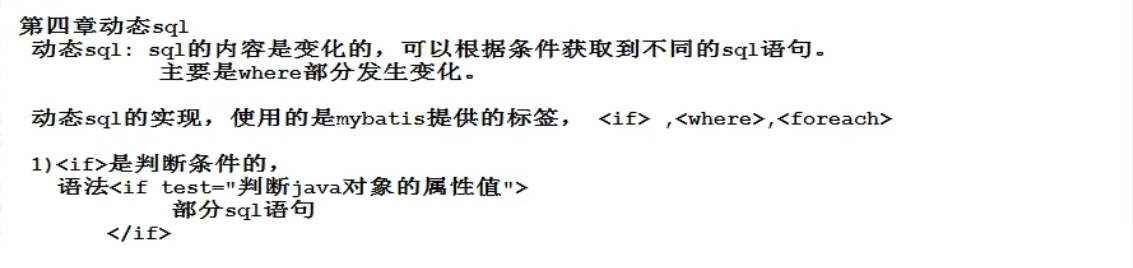 第四章动态sql
动态sql: sql的内容是变化的，可以根据条件获取到不同的sql语句。
主要是where部分发生变化。
动态sql的实现，使用的是mybatis提供的标签， <if> ,<where>,<foreach>
1)<if>是判断条件的，
语法<if test="判断java对象的属性值">
部分sql语句
</if>